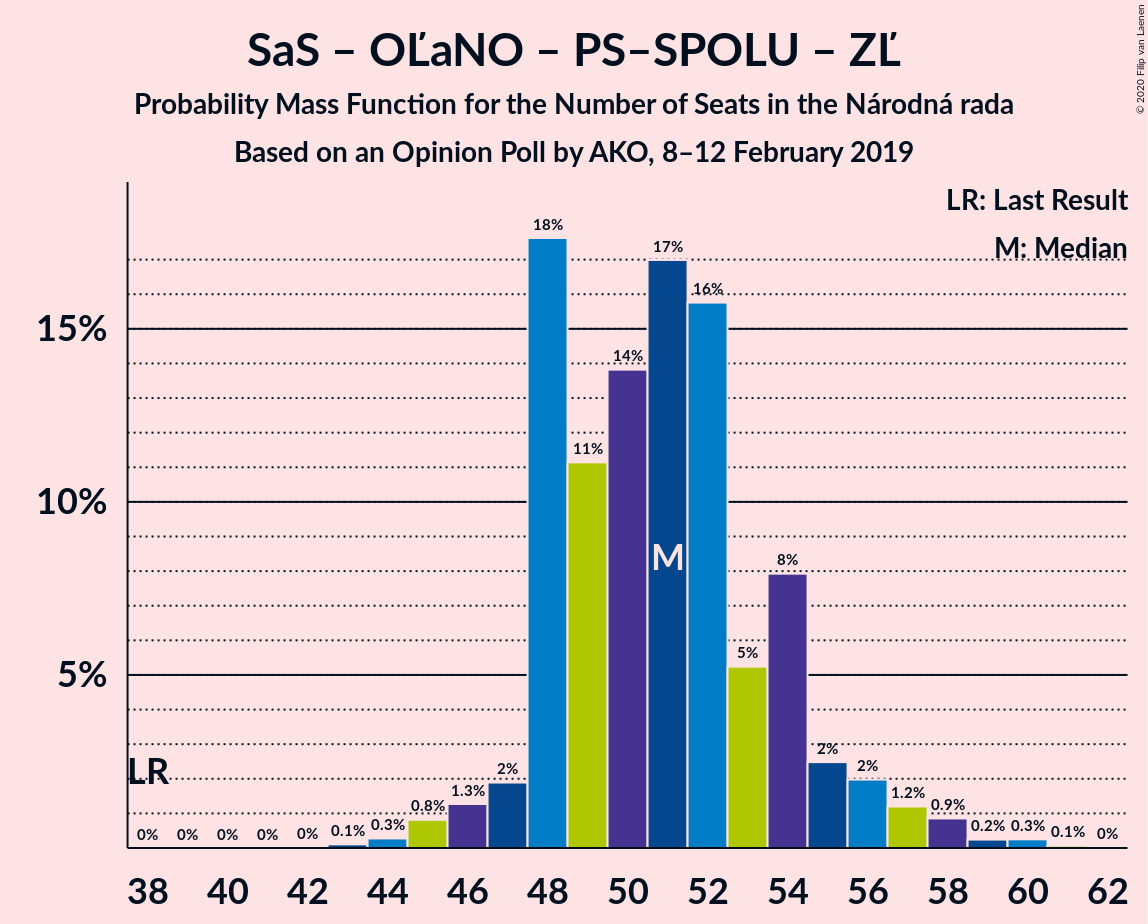 SaS – OĽaNO – PS–SPOLU – ZĽ
Probability Mass Function for the Number of Seats in the Národná rada
Based on an Opinion Poll by AKO, 8–12 February 2019
© 2020 Filip van Laenen
LR: Last Result
M: Median
18%
17%
16%
15%
14%
11%
10%
M
8%
5%
5%
LR
2%
2%
2%
1.3%
1.2%
0.8%
0.9%
0% 0% 0% 0% 0% 0.1% 0.3% 0.2% 0.3% 0.1% 0%
38 40 42 44 46 48 50 52 54 56 58 60 62